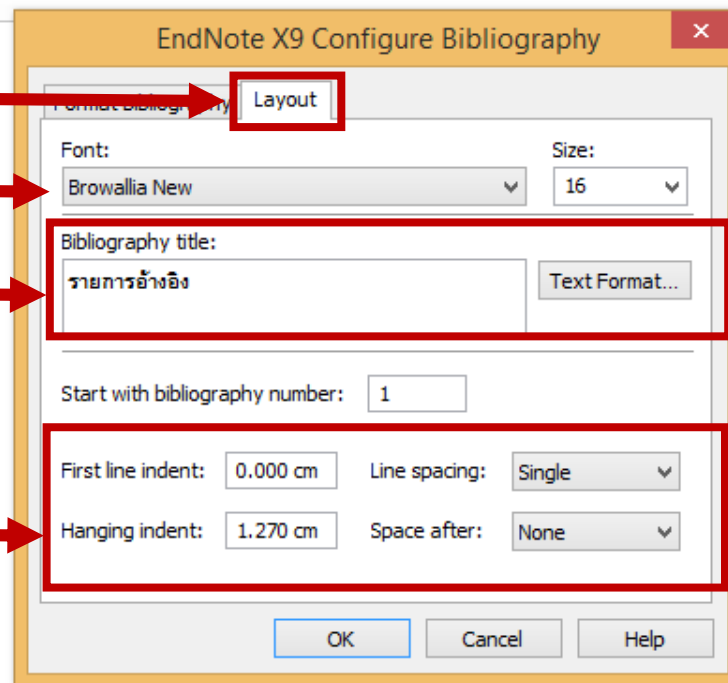 EndNote X9 Configure Bibliography
Layout
Font:
Size:
Browallia New
16
Bibliography title:
รายการอ้างอิง
Text Format...
Start with bibliography number:
1
First line indent:
0.000 cm
Line spacing:
Single
Hanging indent:
1.270 cm
Space after:
None
OK
Cancel
Help